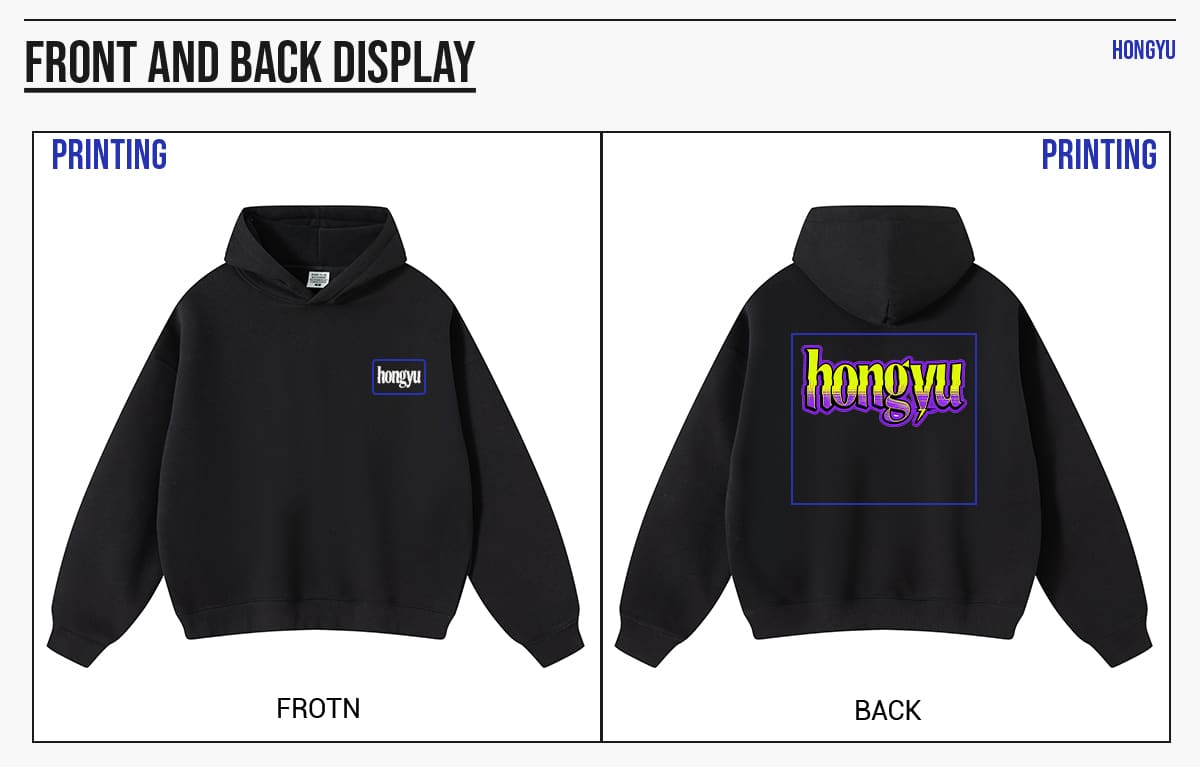 FRONT AND BACK DISPLAY
HONGYU
PRINTING
PRINTING
hongyu
hongyu
FROTN
BACK